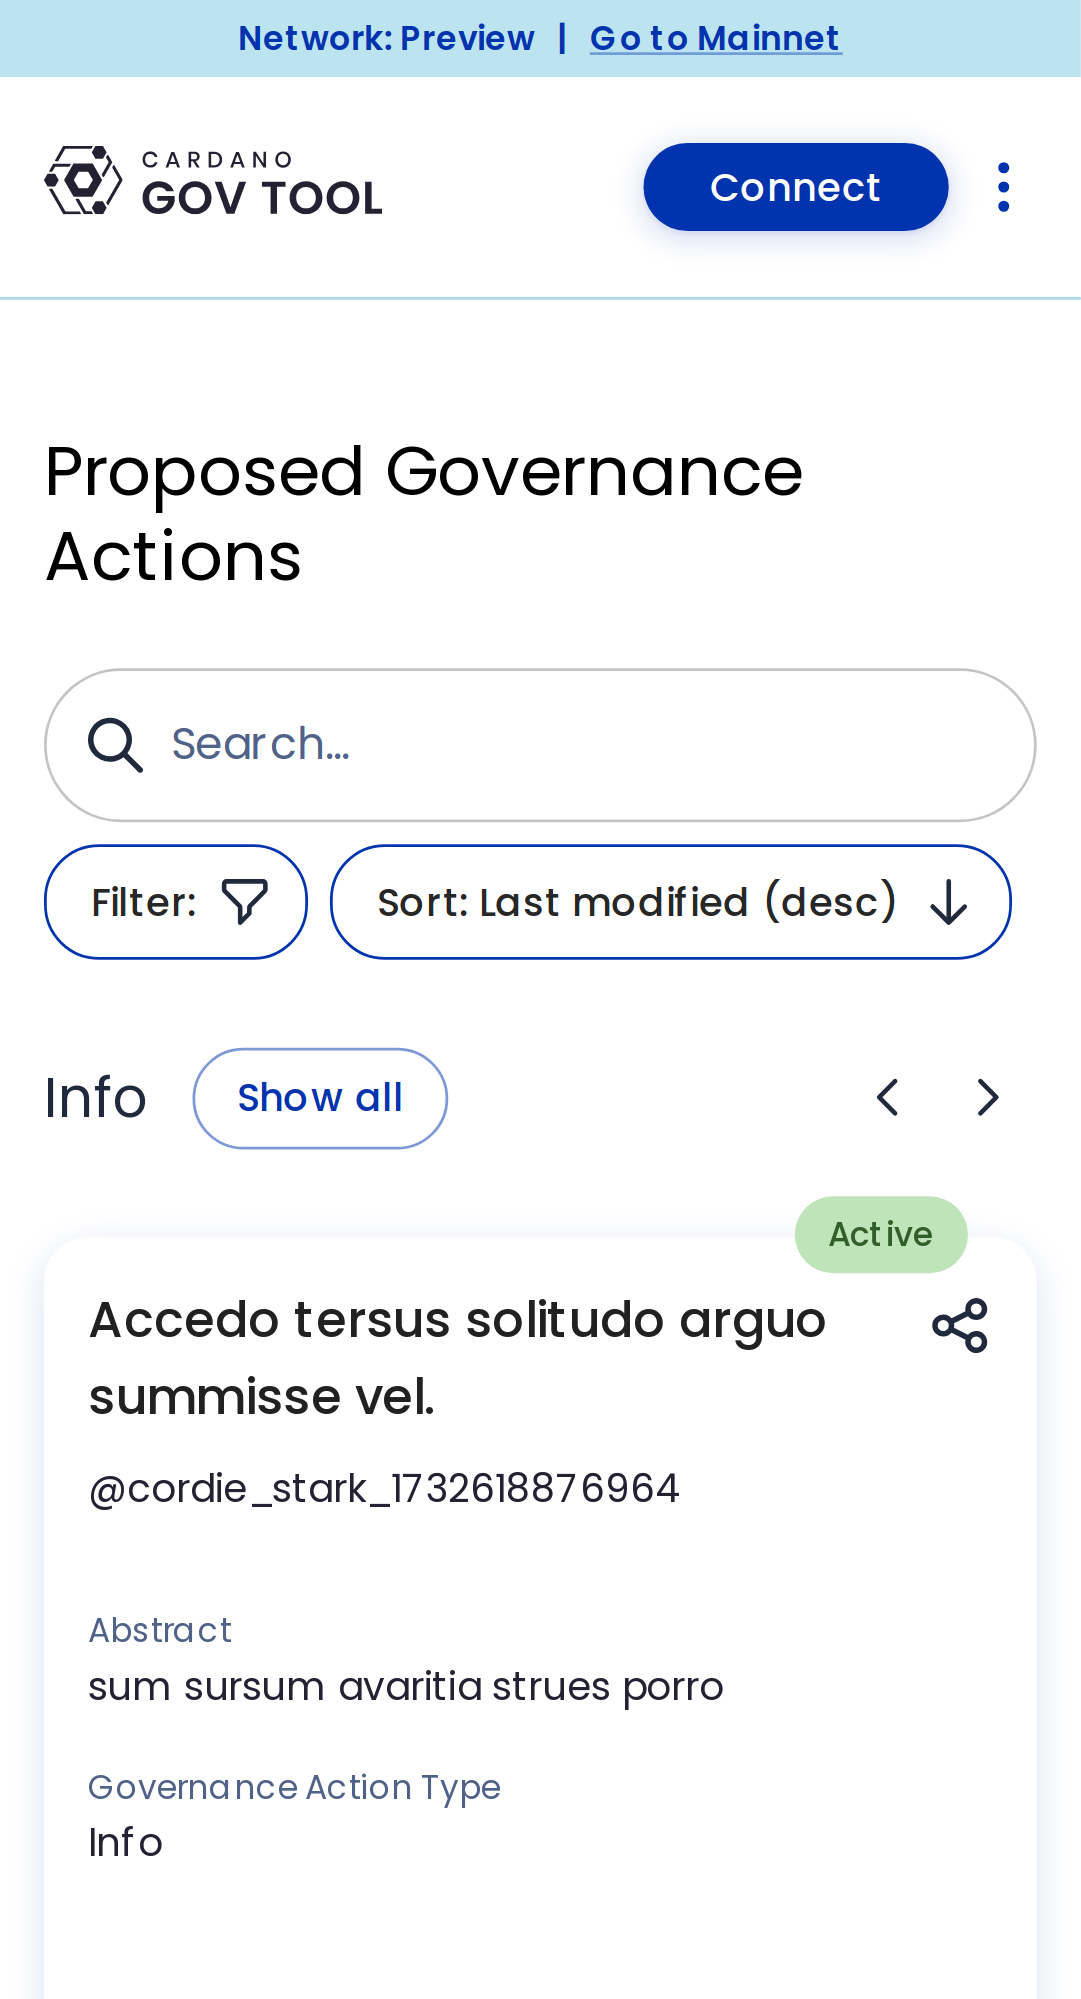 Network: Preview | Go to Mainnet
CARDANO
GOV TOOL
Connect
Proposed Governance
Actions
Search...
Filter:
Sort: Last modified (desc)
Info
Show all
Active
Accedo tersus solitudo arguo
summisse vel.
@cordie_stark_1732618876964
Abstract
sum sursum avaritia strues porro
Governance Action Type
Info